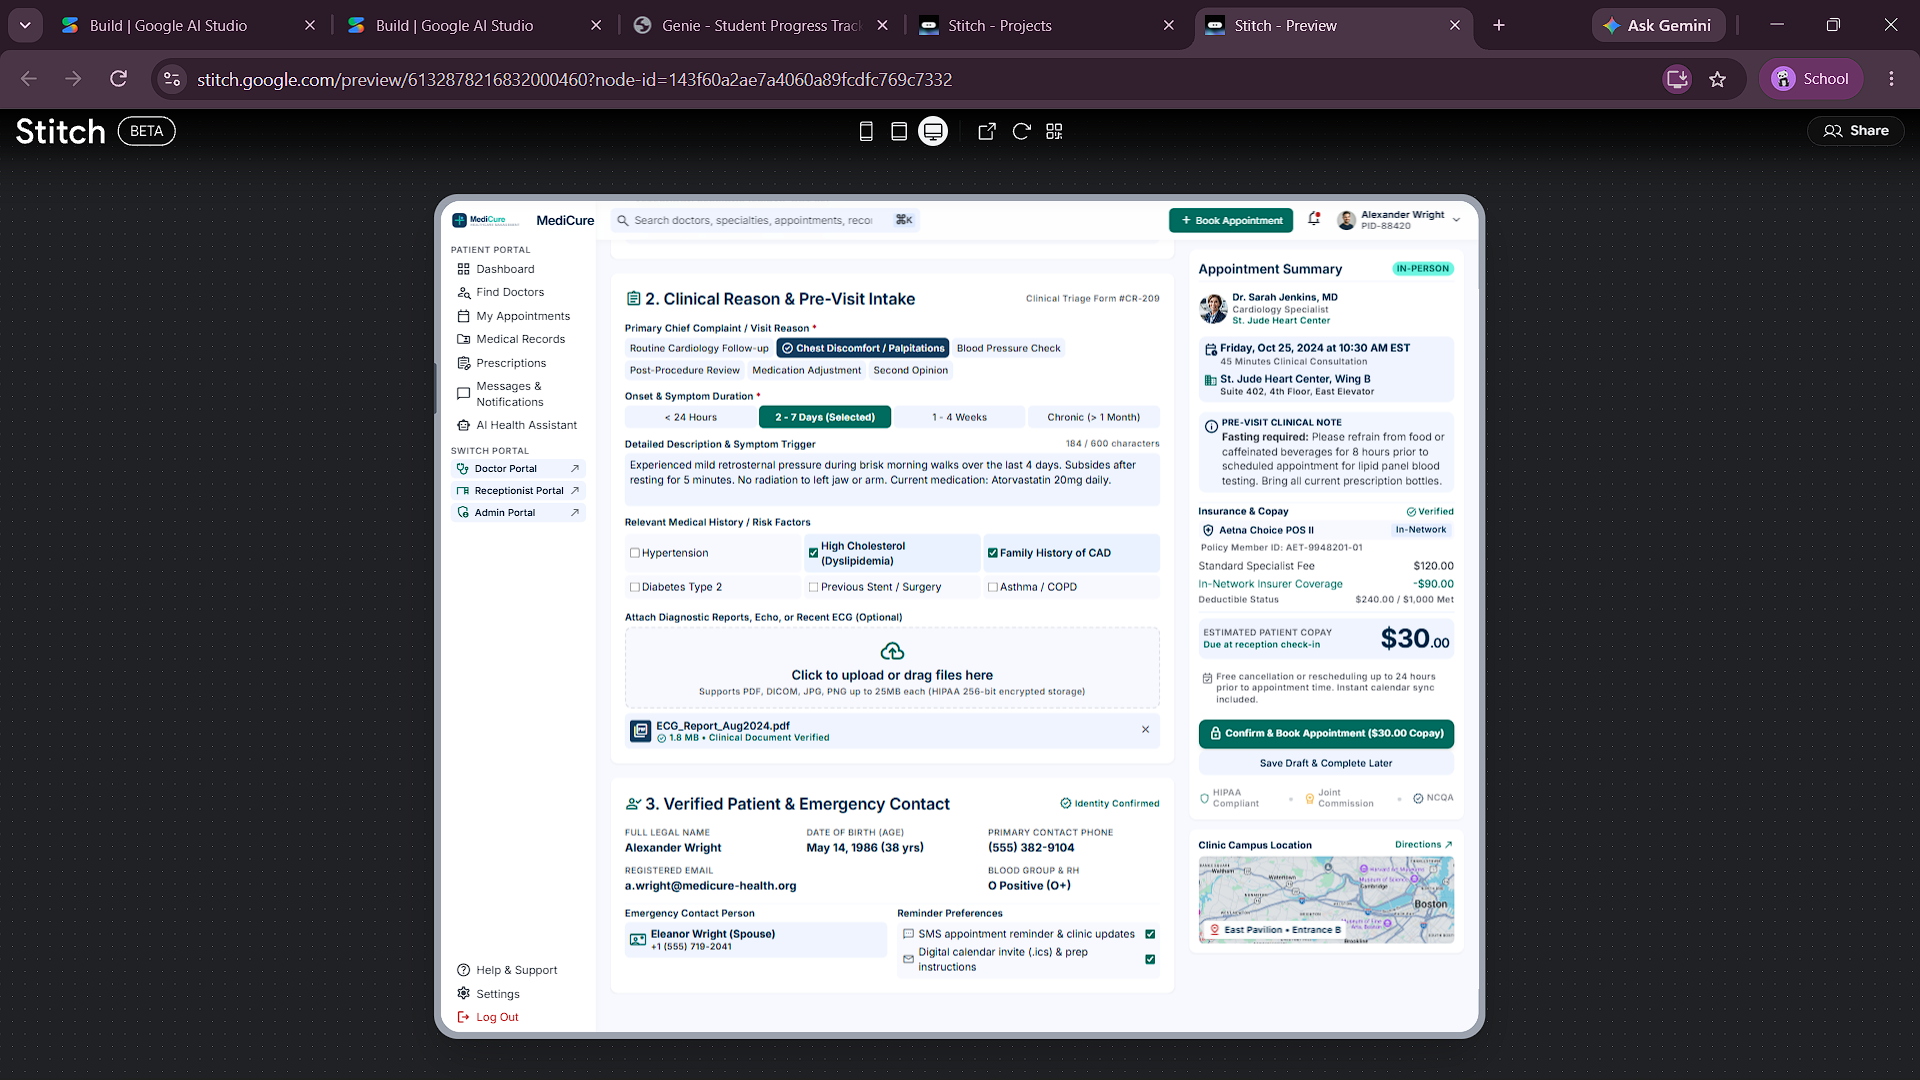 Build | Google AI Studio
Build | Google AI Studio
Genie - Student Progress Track
Stitch - Projects
Stitch - Preview
Ask Gemini
stitch.google.com/preview/6132878216832000460?node-id=143f60a2ae7a4060a89fcdfc769c7332
School
Stitch
BETA
Share
MediCure
MediCure
Search doctors, specialties, appointments, recor
⌘K
+ Book Appointment
Alexander Wright
PID-88420
PATIENT PORTAL
Dashboard
Find Doctors
My Appointments
Medical Records
Prescriptions
Messages &
Notifications
AI Health Assistant
SWITCH PORTAL
Doctor Portal
Receptionist Portal
Admin Portal
Help & Support
Settings
Log Out
2. Clinical Reason & Pre-Visit Intake
Clinical Triage Form #CR-209
Primary Chief Complaint / Visit Reason *
Routine Cardiology Follow-up
Chest Discomfort / Palpitations
Blood Pressure Check
Post-Procedure Review
Medication Adjustment
Second Opinion
Onset & Symptom Duration *
< 24 Hours
2 - 7 Days (Selected)
1 - 4 Weeks
Chronic (> 1 Month)
Detailed Description & Symptom Trigger
184 / 600 characters
Experienced mild retrosternal pressure during brisk morning walks over the last 4 days. Subsides after
resting for 5 minutes. No radiation to left jaw or arm. Current medication: Atorvastatin 20mg daily.
Relevant Medical History / Risk Factors
Hypertension
High Cholesterol
(Dyslipidemia)
Family History of CAD
Diabetes Type 2
Previous Stent / Surgery
Asthma / COPD
Attach Diagnostic Reports, Echo, or Recent ECG (Optional)
Click to upload or drag files here
Supports PDF, DICOM, JPG, PNG up to 25MB each (HIPAA 256-bit encrypted storage)
ECG_Report_Aug2024.pdf
1.8 MB • Clinical Document Verified
3. Verified Patient & Emergency Contact
Identity Confirmed
FULL LEGAL NAME
Alexander Wright
DATE OF BIRTH (AGE)
May 14, 1986 (38 yrs)
PRIMARY CONTACT PHONE
(555) 382-9104
REGISTERED EMAIL
a.wright@medicure-health.org
BLOOD GROUP & RH
O Positive (O+)
Emergency Contact Person
Eleanor Wright (Spouse)
+1 (555) 719-2041
Reminder Preferences
SMS appointment reminder & clinic updates
Digital calendar invite (.ics) & prep
instructions
Appointment Summary
IN-PERSON
Dr. Sarah Jenkins, MD
Cardiology Specialist
St. Jude Heart Center
Friday, Oct 25, 2024 at 10:30 AM EST
45 Minutes Clinical Consultation
St. Jude Heart Center, Wing B
Suite 402, 4th Floor, East Elevator
PRE-VISIT CLINICAL NOTE
Fasting required: Please refrain from food or
caffeinated beverages for 8 hours prior to
scheduled appointment for lipid panel blood
testing. Bring all current prescription bottles.
Insurance & Copay
Verified
Aetna Choice POS II
In-Network
Policy Member ID: AET-9948201-01
Standard Specialist Fee
$120.00
In-Network Insurer Coverage
-$90.00
Deductible Status
$240.00 / $1,000 Met
ESTIMATED PATIENT COPAY
Due at reception check-in
$30.00
Free cancellation or rescheduling up to 24 hours
prior to appointment time. Instant calendar sync
included.
Confirm & Book Appointment ($30.00 Copay)
Save Draft & Complete Later
HIPAA
Compliant
Joint
Commission
NCQA
Clinic Campus Location
Directions
Waltham
Watertown
Cambridge
Boston
Brookline
East Pavilion • Entrance B